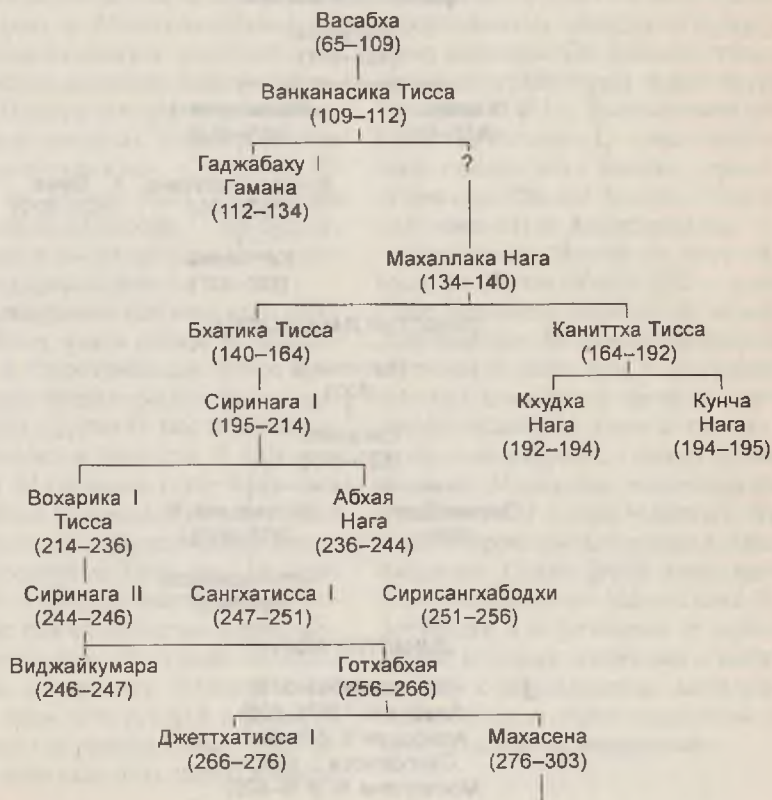 Васабха
(65–109)
Ванканасика Тисса
(109–112)
Гаджабаху I
Гамана
(112–134)
?
Махаллака Нага
(134–140)
Бхатика Тисса
(140–164)
Каниттха Тисса
(164–192)
Сиринага I
(195–214)
Кхудха
Нага
(192–194)
Кунча
Нага
(194–195)
Вохарика I
Тисса
(214–236)
Абхая
Нага
(236–244)
Сиринага II
(244–246)
Сангхатисса I
(247–251)
Сирисангхабодхи
(251–256)
Виджайкумара
(246–247)
Готхабхая
(256–266)
Джеттхатисса I
(266–276)
Махасена
(276–303)